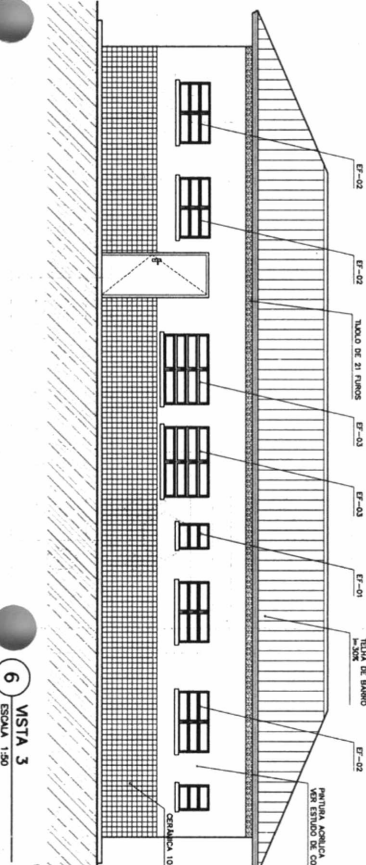 EF-02
EF-02
TIJOLO DE 21 FUROS
EF-03
EF-03
EF-01
TELHA DE BARRO
i=30%
EF-02
PINTURA ACRÍLICA
VER ESTUDO DE CO
CERÂMICA 10
6
VISTA 3
ESCALA 1:50